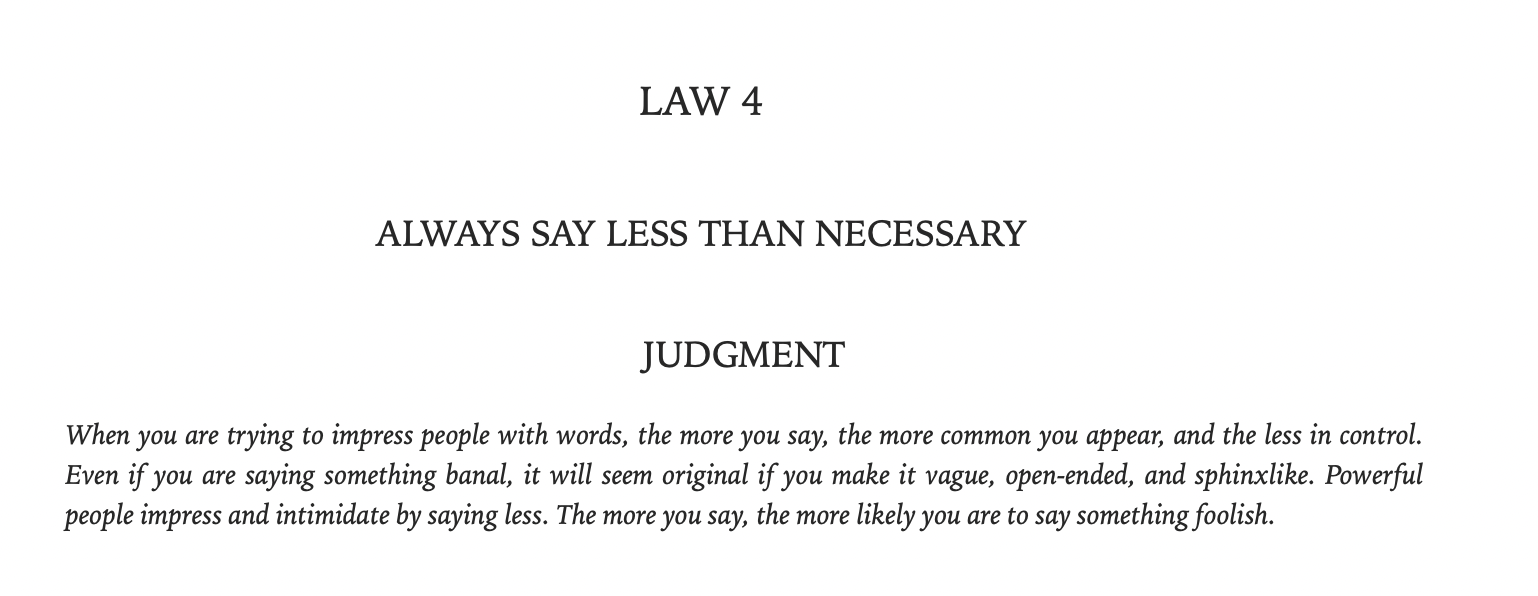 LAW 4
ALWAYS SAY LESS THAN NECESSARY
JUDGMENT
When you are trying to impress people with words, the more you say, the more common you appear, and the less in control.
Even if you are saying something banal, it will seem original if you make it vague, open-ended, and sphinxlike. Powerful
people impress and intimidate by saying less. The more you say, the more likely you are to say something foolish.